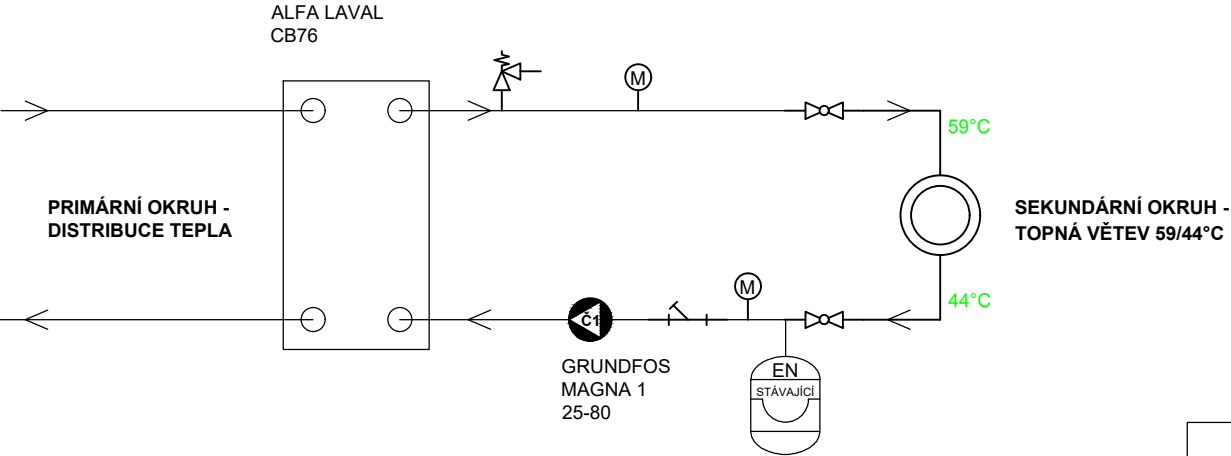 ALFA LAVAL
CB76
M
59°C
PRIMÁRNÍ OKRUH -
DISTRIBUCE TEPLA
SEKUNDÁRNÍ OKRUH -
TOPNÁ VĚTEV 59/44°C
M
44°C
Č1
GRUNDFOS
MAGNA 1
25-80
EN
STÁVAJÍCÍ